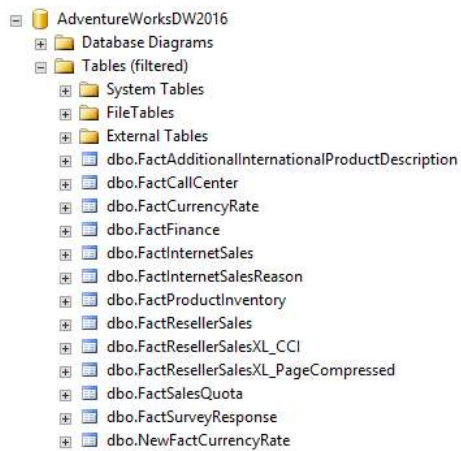 AdventureWorksDW2016
Database Diagrams
Tables (filtered)
System Tables
FileTables
External Tables
dbo.FactAdditionalInternationalProductDescription
dbo.FactCallCenter
dbo.FactCurrencyRate
dbo.FactFinance
dbo.FactInternetSales
dbo.FactInternetSalesReason
dbo.FactProductInventory
dbo.FactResellerSales
dbo.FactResellerSalesXL_CCI
dbo.FactResellerSalesXL_PageCompressed
dbo.FactSalesQuota
dbo.FactSurveyResponse
dbo.NewFactCurrencyRate